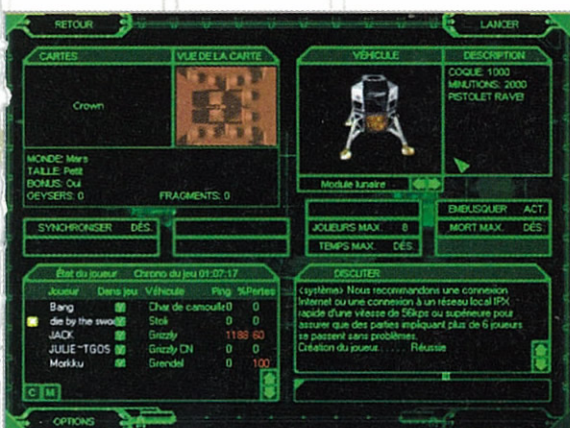 RETOUR
LANCER
CARTES
VUE DE LA CARTE
Crown
MONDE: Mars
TAILLE: Petit
BONUS: Oui
GEYSERS: 0
FRAGMENTS: 0
VÉHICULE
DESCRIPTION
COQUE: 1000
MINUTIONS: 2000
PISTOLET RAVEI
Module lunaire
SYNCHRONISER DÉS.
JOUEURS MAX. 8
TEMPS MAX. DÉS.
EMBUSQUER ACT.
MORT MAX. DÉS.
État du joueur Chrono du jeu 01:07:17
Joueur Dans jeu Véhicule Ping %Pertes
Bang Char de camouflé 0 0
die by the swo Stok 0 0
JACK Grizzly 1188 60
JULIE~TGOS Grizzly CN 0 0
Morkku Grendel 0 100
C M
DISCUTER
<système> Nous recommandons une connexion
Internet ou une connexion à un réseau local IPX
rapide d'une vitesse de 56kps ou supérieure pour
assurer que des parties impliquant plus de 6 joueurs
se passent sans problèmes.
Création du joueur...... Réussie
OPTIONS